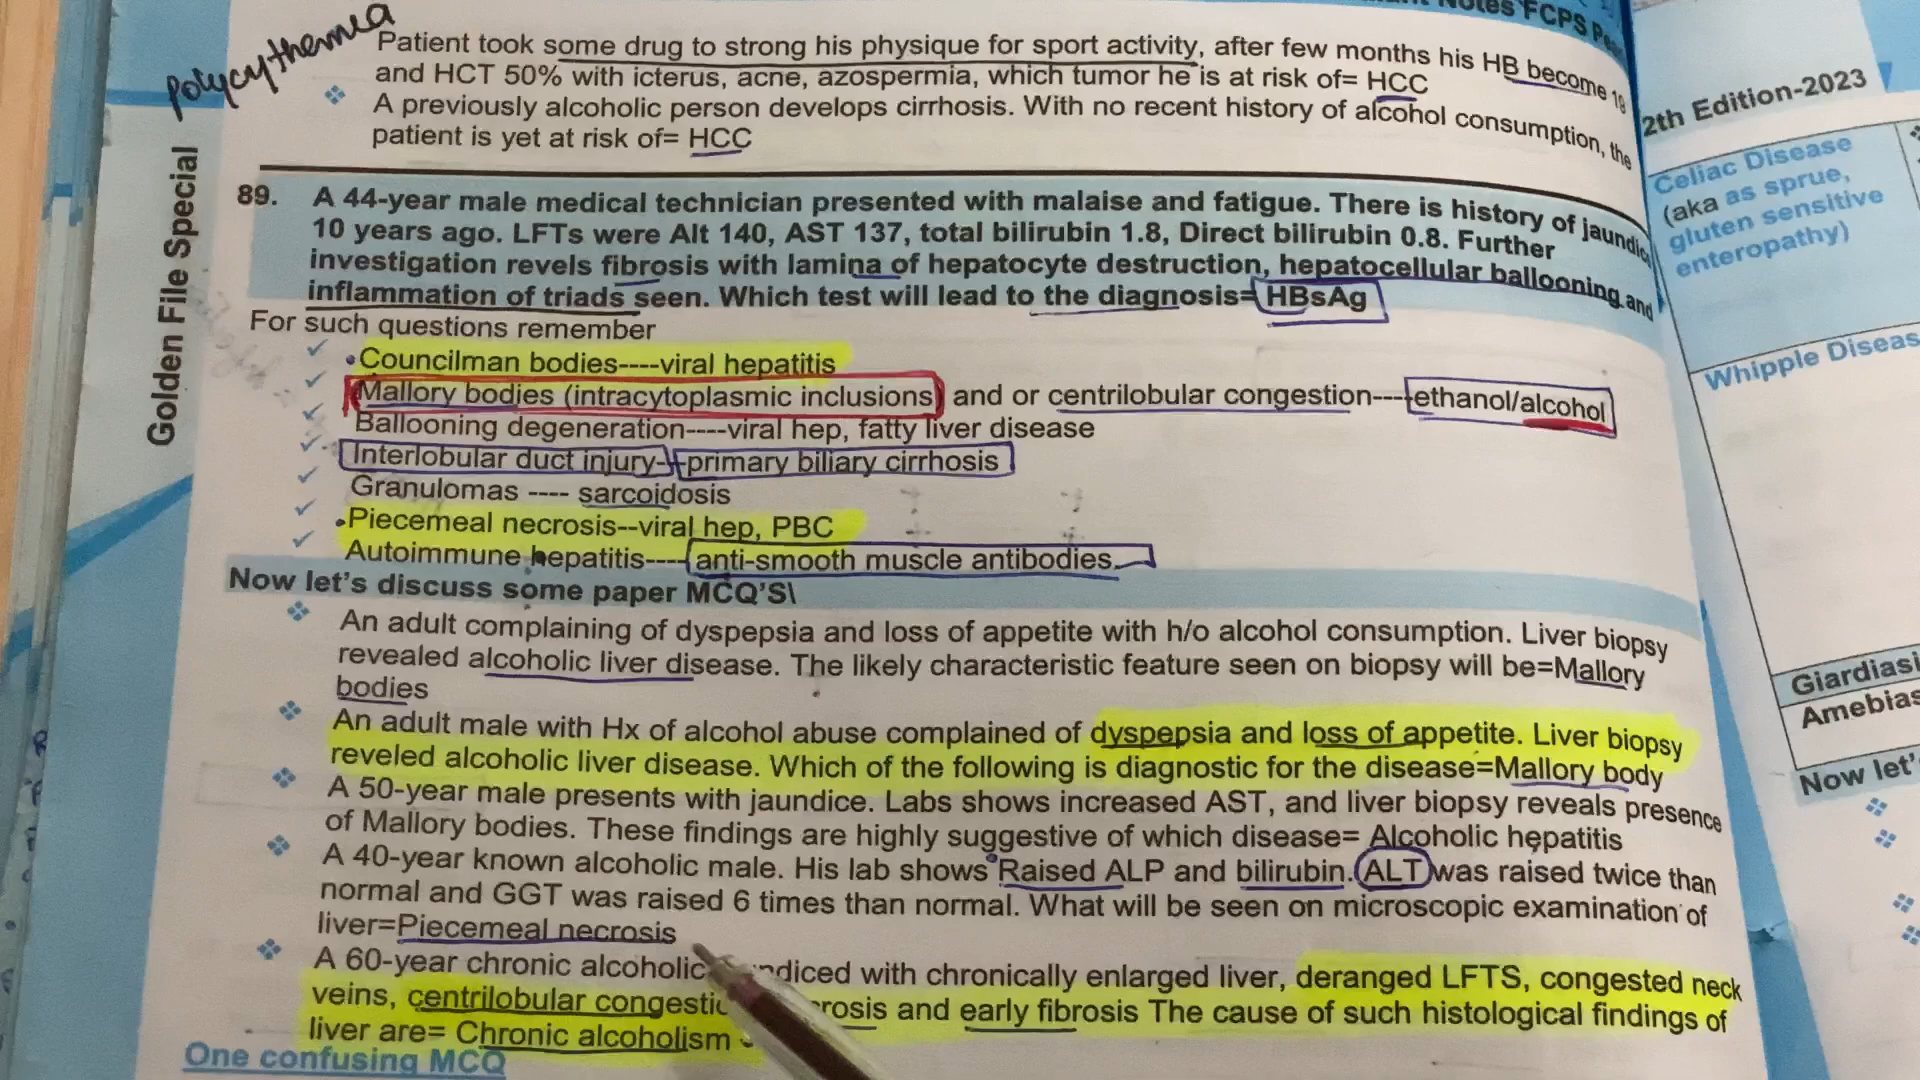 Notes FCPS
polycythemia
Patient took some drug to strong his physique for sport activity, after few months his HB become 19
and HCT 50% with icterus, acne, azospermia, which tumor he is at risk of= HCC
❖ A previously alcoholic person develops cirrhosis. With no recent history of alcohol consumption, the
patient is yet at risk of= HCC
Golden File Special
89. A 44-year male medical technician presented with malaise and fatigue. There is history of jaundice
10 years ago. LFTs were Alt 140, AST 137, total bilirubin 1.8, Direct bilirubin 0.8. Further
investigation revels fibrosis with lamina of hepatocyte destruction, hepatocellular ballooning and
inflammation of triads seen. Which test will lead to the diagnosis= HBsAg
For such questions remember
✓ Councilman bodies----viral hepatitis
✓ Mallory bodies (intracytoplasmic inclusions) and or centrilobular congestion----ethanol/alcohol
✓ Ballooning degeneration----viral hep, fatty liver disease
✓ Interlobular duct injury--primary biliary cirrhosis
✓ Granulomas ---- sarcoidosis
✓ Piecemeal necrosis--viral hep, PBC
✓ Autoimmune hepatitis----anti-smooth muscle antibodies
Now let's discuss some paper MCQ'S\
❖ An adult complaining of dyspepsia and loss of appetite with h/o alcohol consumption. Liver biopsy
revealed alcoholic liver disease. The likely characteristic feature seen on biopsy will be=Mallory
bodies
❖ An adult male with Hx of alcohol abuse complained of dyspepsia and loss of appetite. Liver biopsy
reveled alcoholic liver disease. Which of the following is diagnostic for the disease=Mallory body
❖ A 50-year male presents with jaundice. Labs shows increased AST, and liver biopsy reveals presence
of Mallory bodies. These findings are highly suggestive of which disease= Alcoholic hepatitis
❖ A 40-year known alcoholic male. His lab shows Raised ALP and bilirubin. ALT was raised twice than
normal and GGT was raised 6 times than normal. What will be seen on microscopic examination of
liver=Piecemeal necrosis
❖ A 60-year chronic alcoholic diced with chronically enlarged liver, deranged LFTS, congested neck
veins, centrilobular congestio rosis and early fibrosis The cause of such histological findings of
liver are= Chronic alcoholism
One confusing MCQ
2th Edition-2023
Celiac Disease
(aka as sprue,
gluten sensitive
enteropathy)
Whipple Diseas
Giardiasi
Amebias
Now let'